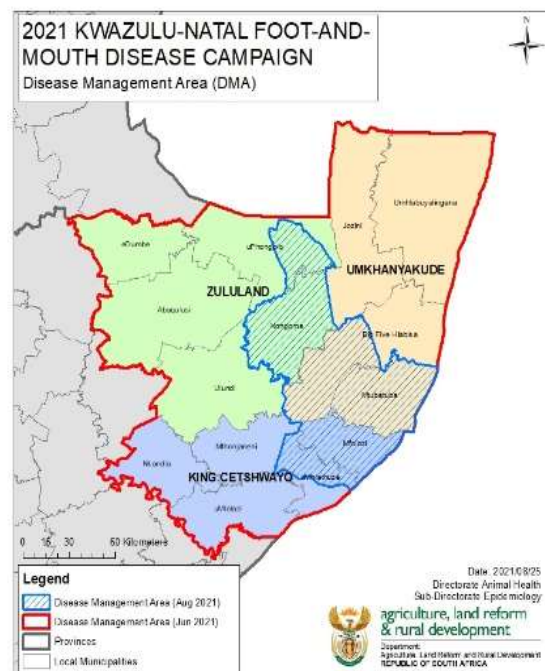 2021 KWAZULU-NATAL FOOT-AND-
MOUTH DISEASE CAMPAIGN
Disease Management Area (DMA)
N
UmHlabuyalingana
Jozini
eDumbe
uPhongolo
UMKHANYAKUDE
ZULULAND
Abaqulusi
Nongoma
Big Five Hlabisa
Ulundi
Mtubatuba
Mfolozi
Mthonjaneni
Nkandla
KING CETSHWAYO
uMhlathuze
uMlalazi
0 15 30 60 Kilometers
Legend
Disease Management Area (Aug 2021)
Disease Management Area (Jun 2021)
Provinces
Local Municipalities
Date: 2021/08/25
Directorate Animal Health
Sub-Directorate Epidemiology
agriculture, land reform
& rural development
Department:
Agriculture, Land Reform and Rural Development
REPUBLIC OF SOUTH AFRICA